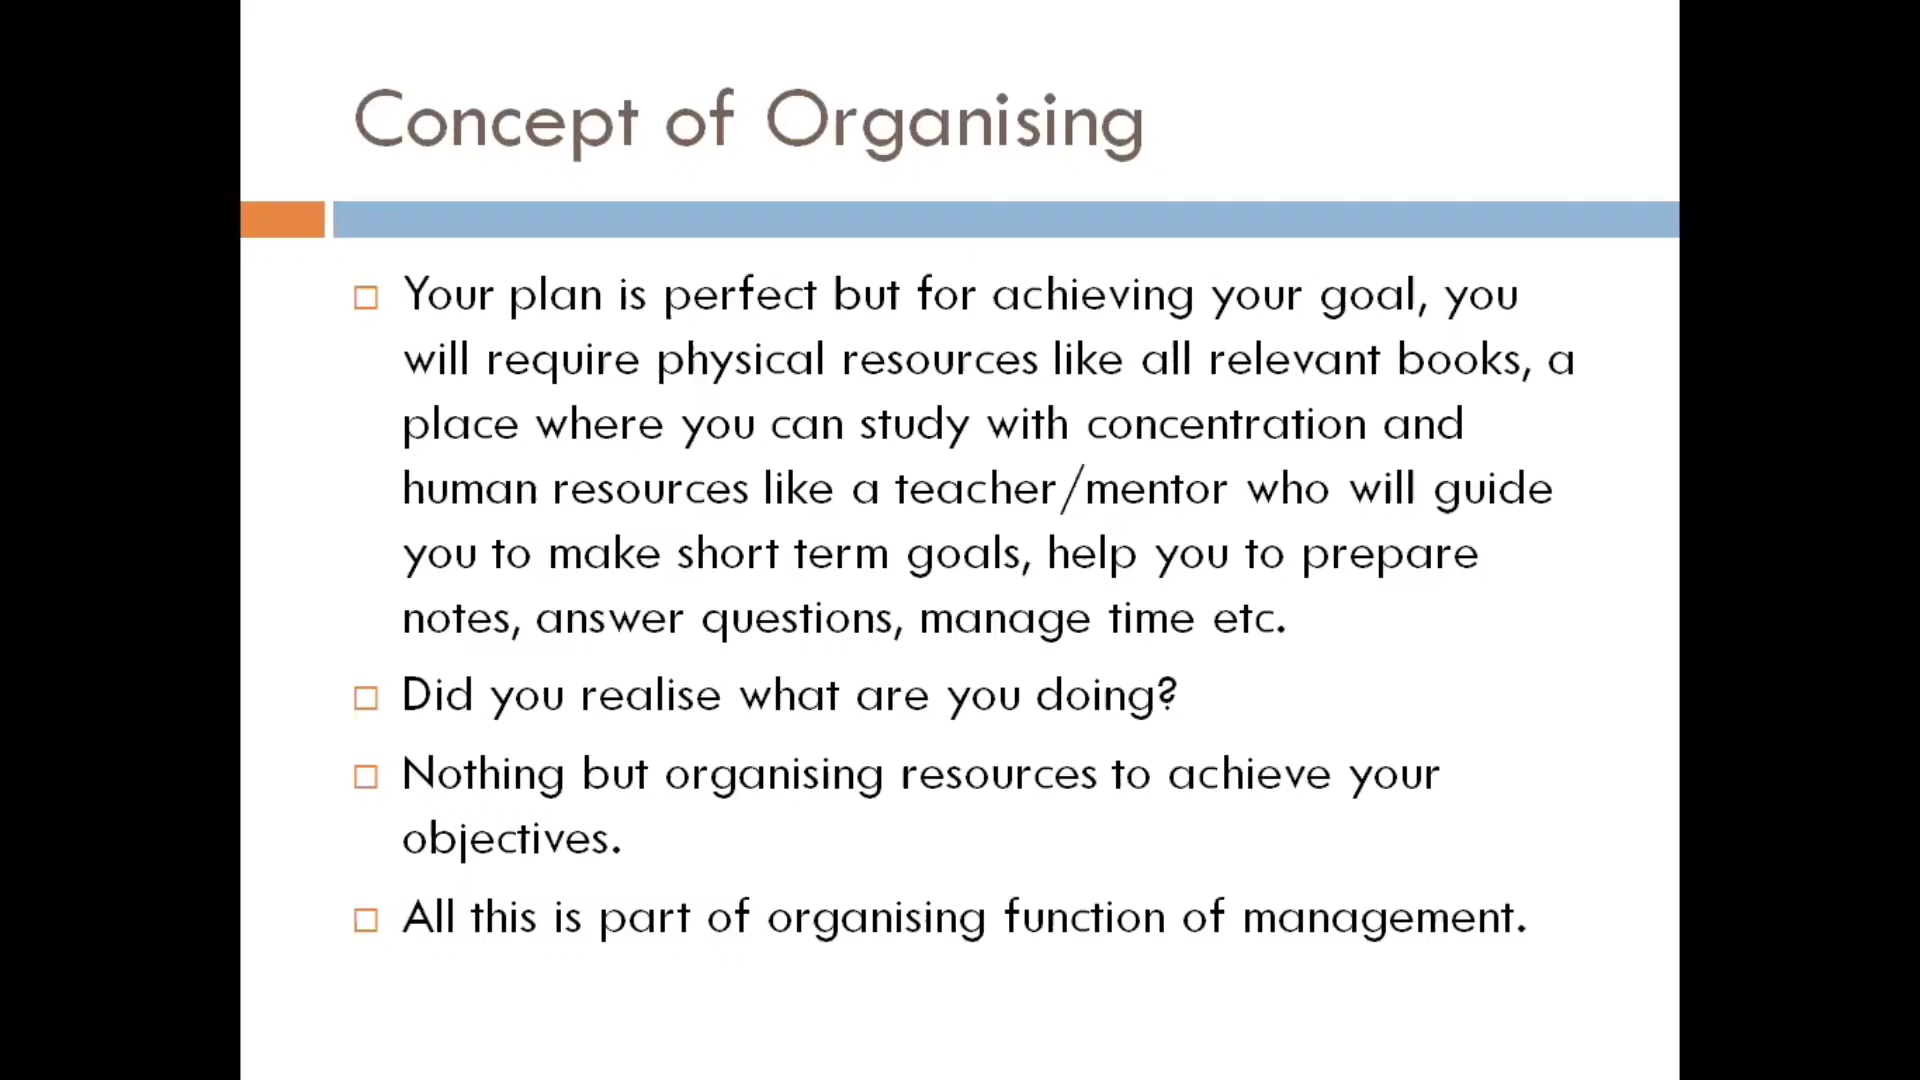 Concept of Organising
Your plan is perfect but for achieving your goal, you
will require physical resources like all relevant books, a
place where you can study with concentration and
human resources like a teacher/mentor who will guide
you to make short term goals, help you to prepare
notes, answer questions, manage time etc.
Did you realise what are you doing?
Nothing but organising resources to achieve your
objectives.
All this is part of organising function of management.